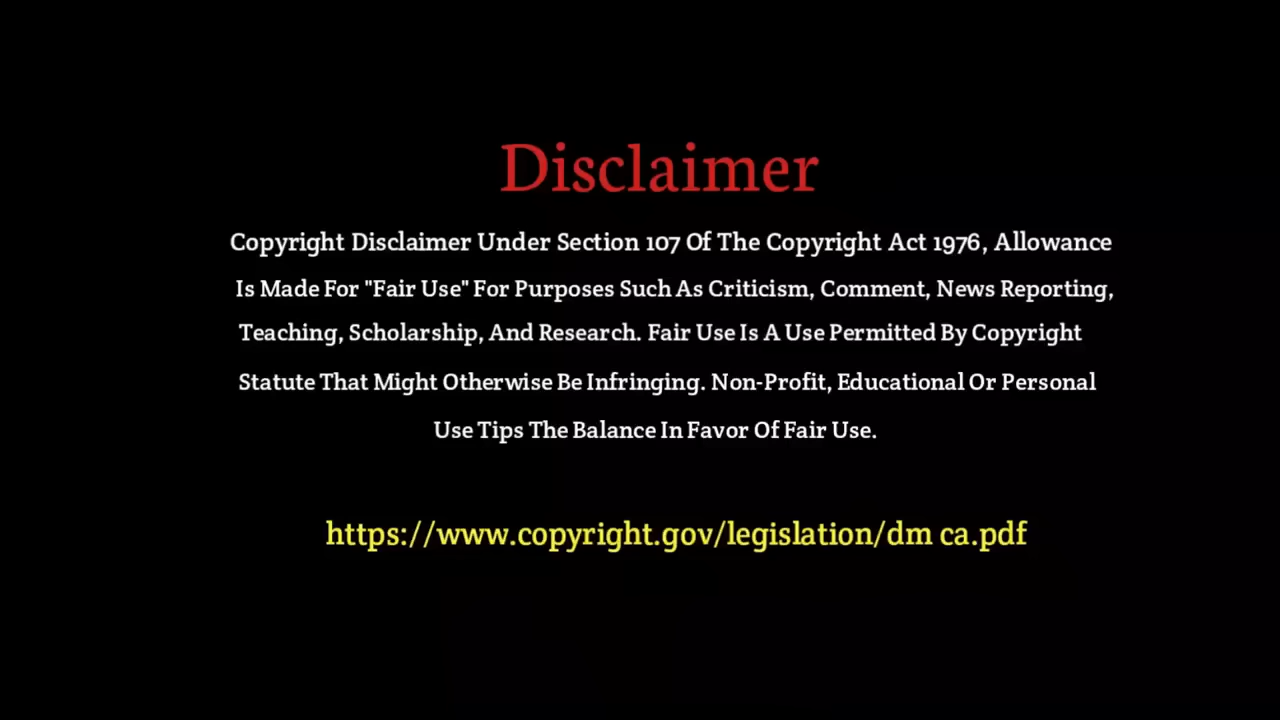 Disclaimer
Copyright Disclaimer Under Section 107 Of The Copyright Act 1976, Allowance
Is Made For "Fair Use" For Purposes Such As Criticism, Comment, News Reporting,
Teaching, Scholarship, And Research. Fair Use Is A Use Permitted By Copyright
Statute That Might Otherwise Be Infringing. Non-Profit, Educational Or Personal
Use Tips The Balance In Favor Of Fair Use.
https://www.copyright.gov/legislation/dm ca.pdf